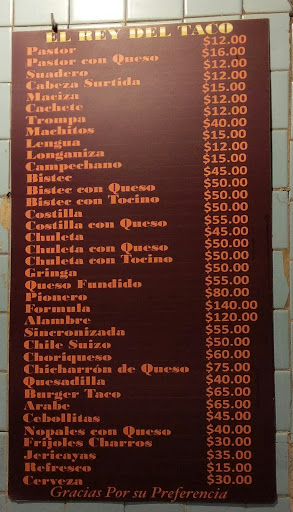 EL REY DEL TACO
Pastor $12.00
Pastor con Queso $16.00
Suadero $12.00
Cabeza Surtida $12.00
Maciza $15.00
Cachete $12.00
Trompa $12.00
Machitos $40.00
Lengua $15.00
Longaniza $12.00
Campechano $15.00
Bistec $45.00
Bistec con Queso $50.00
Bistec con Tocino $50.00
Costilla $50.00
Costilla con Queso $55.00
Chuleta $45.00
Chuleta con Queso $50.00
Chuleta con Tocino $50.00
Gringa $50.00
Queso Fundido $55.00
Pionero $80.00
Formula $140.00
Alambre $120.00
Sincronizada $55.00
Chile Suizo $50.00
Choriqueso $60.00
Chicharrón de Queso $75.00
Quesadilla $40.00
Burger Taco $65.00
Arabe $65.00
Cebollitas $45.00
Nopales con Queso $40.00
Frijoles Charros $30.00
Jericayas $35.00
Refresco $15.00
Cerveza $30.00
Gracias Por su Preferencia